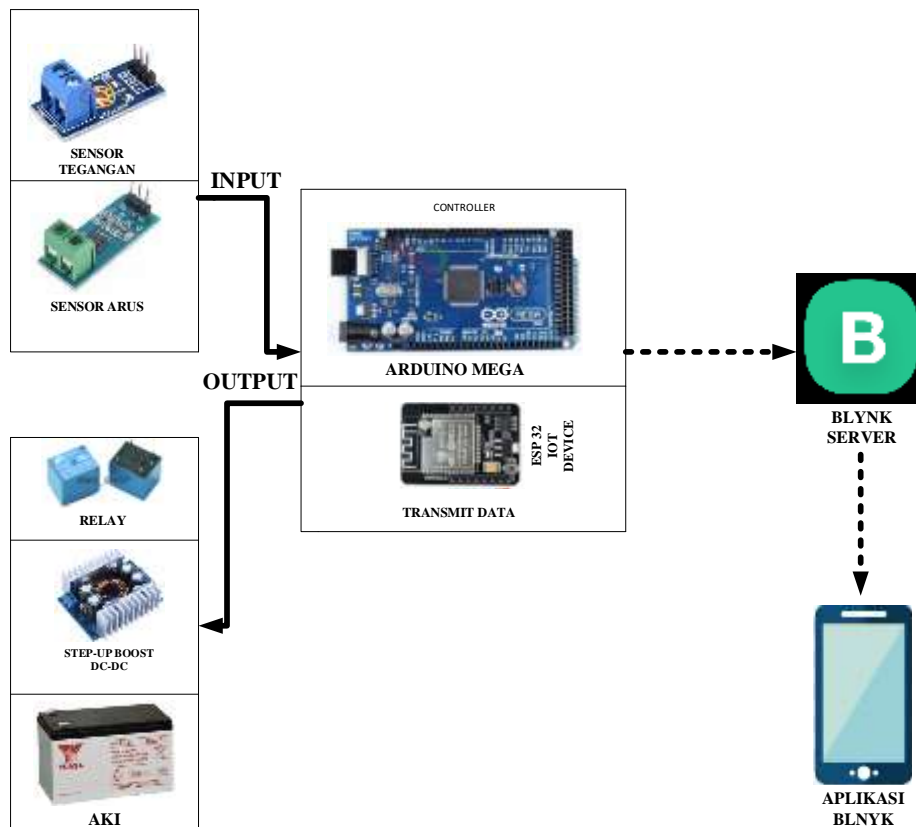 SENSOR
TEGANGAN
SENSOR ARUS
INPUT
CONTROLLER
ARDUINO MEGA
OUTPUT
ESP 32
IOT
DEVICE
TRANSMIT DATA
B
BLYNK
SERVER
RELAY
STEP-UP BOOST
DC-DC
AKI
APLIKASI
BLNYK